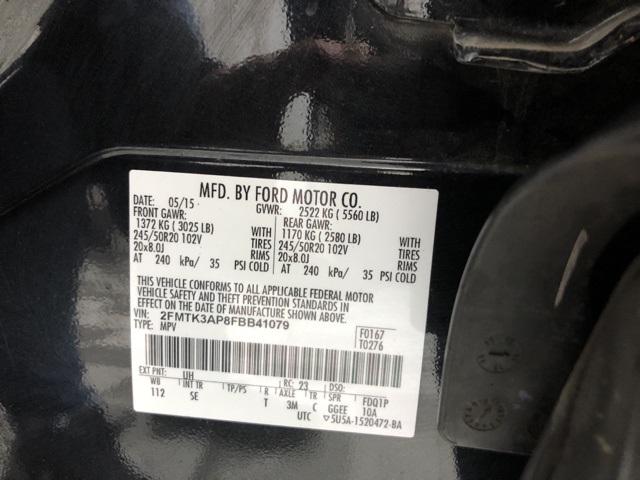 MFD. BY FORD MOTOR CO.
DATE: 05/15 GVWR: 2522 KG ( 5560 LB)
FRONT GAWR: REAR GAWR:
1372 KG ( 3025 LB) WITH 1170 KG ( 2580 LB) WITH
245/50R20 102V TIRES 245/50R20 102V TIRES
20x8.0J RIMS 20x8.0J RIMS
AT 240 kPa/ 35 PSI COLD AT 240 kPa/ 35 PSI COLD
THIS VEHICLE CONFORMS TO ALL APPLICABLE FEDERAL MOTOR
VEHICLE SAFETY AND THEFT PREVENTION STANDARDS IN
EFFECT ON THE DATE OF MANUFACTURE SHOWN ABOVE.
VIN: 2FMTK3AP8FBB41079 F0167
TYPE: MPV T0276
EXT PNT: UH RC: 23 DSO:
WB INT TR TP/PS R AXLE TR SPR FDQ1P
112 SE T 3M C GGEE 10A
UTC ▽5U5A-1520472-BA